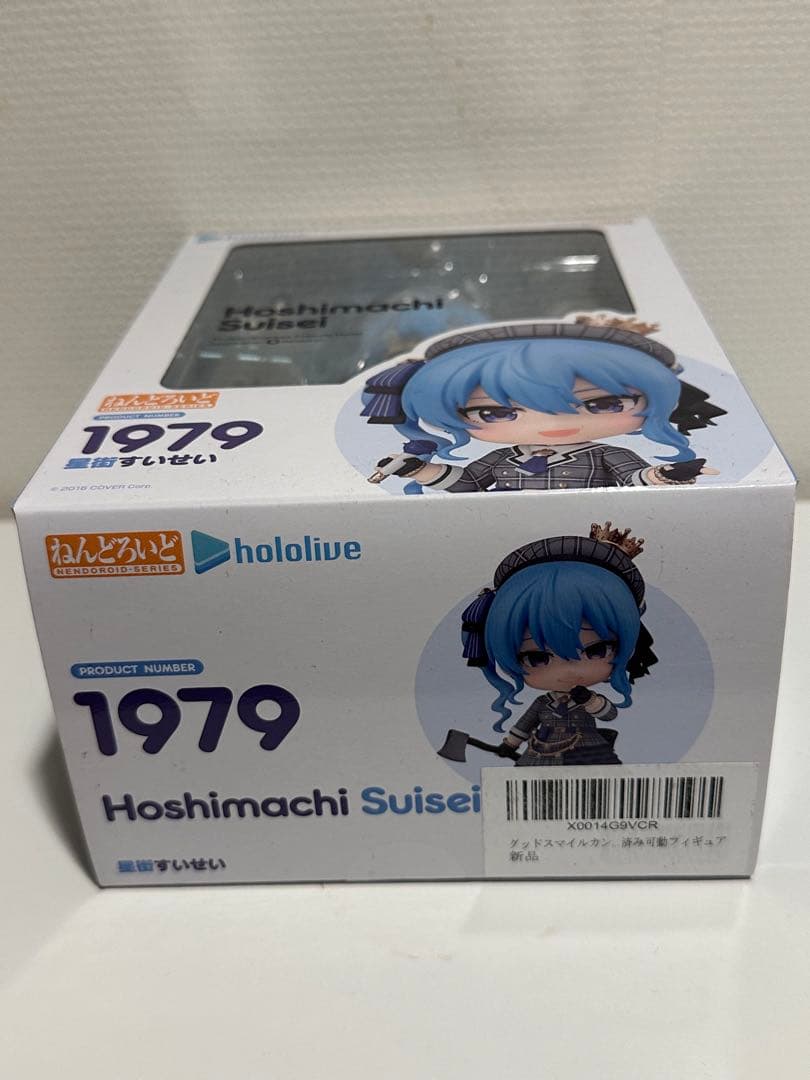 Hoshimachi
Suisei
ねんどろいど
NENDOROID-SERIES
PRODUCT NUMBER
1979
星街すいせい
© 2016 COVER Corp.
ねんどろいど
NENDOROID-SERIES
hololive
PRODUCT NUMBER
1979
Hoshimachi Suisei
星街すいせい
X0014G9VCR
グッドスマイルカン...済み可動フィギュア
新品